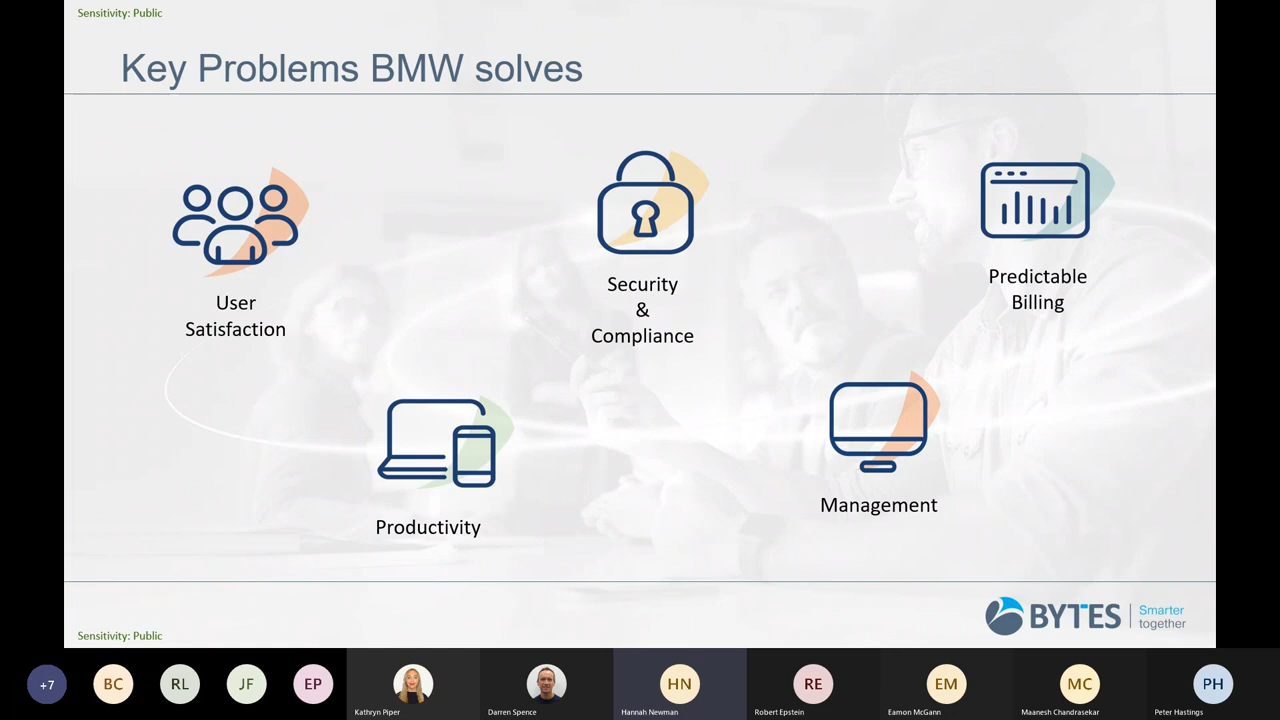 Sensitivity: Public
Key Problems BMW solves
User
Satisfaction
Security
&
Compliance
Predictable
Billing
Productivity
Management
BYTES
Smarter
together
Sensitivity: Public
+7
BC
RL
JF
EP
Kathryn Piper
Darren Spence
HN
Hannah Newman
RE
Robert Epstein
EM
Eamon McGann
MC
Maanesh Chandrasekar
PH
Peter Hastings